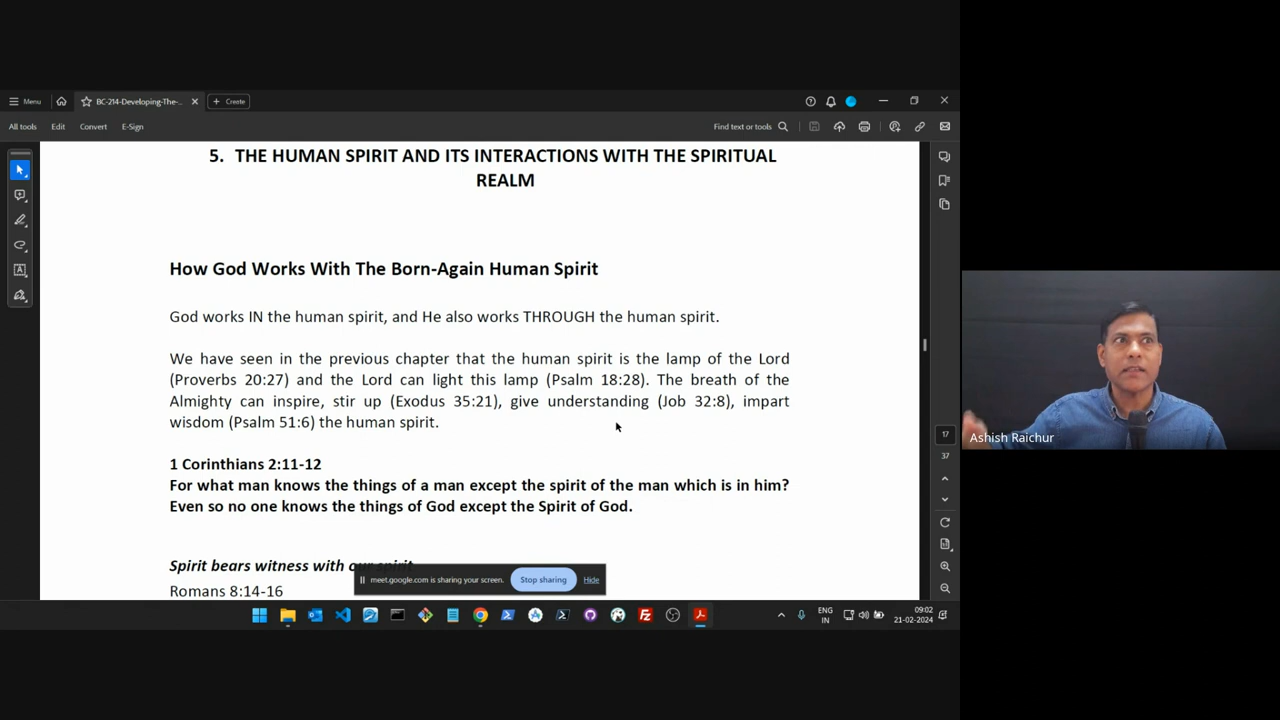 Menu
BC-214-Developing-The-...
Create
All tools
Edit
Convert
E-Sign
Find text or tools
5. THE HUMAN SPIRIT AND ITS INTERACTIONS WITH THE SPIRITUAL
REALM
How God Works With The Born-Again Human Spirit
God works IN the human spirit, and He also works THROUGH the human spirit.
We have seen in the previous chapter that the human spirit is the lamp of the Lord
(Proverbs 20:27) and the Lord can light this lamp (Psalm 18:28). The breath of the
Almighty can inspire, stir up (Exodus 35:21), give understanding (Job 32:8), impart
wisdom (Psalm 51:6) the human spirit.
1 Corinthians 2:11-12
For what man knows the things of a man except the spirit of the man which is in him?
Even so no one knows the things of God except the Spirit of God.
Spirit bears witness with our spirit
Romans 8:14-16
meet.google.com is sharing your screen.
Stop sharing
Hide
17
37
Ashish Raichur
ENG
IN
09:02
21-02-2024